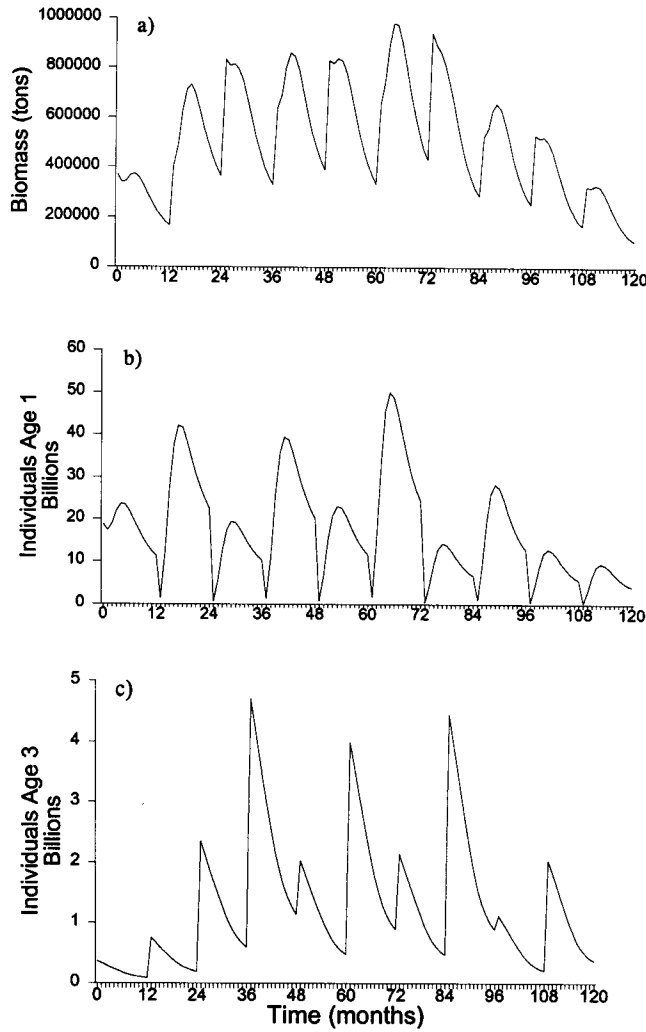 a)
Biomass (tons)
1000000
800000
600000
400000
200000
0
0 12 24 36 48 60 72 84 96 108 120
b)
Individuals Age 1
Billions
60
50
40
30
20
10
0
0 12 24 36 48 60 72 84 96 108 120
c)
Individuals Age 3
Billions
5
4
3
2
1
0
0 12 24 36 48 60 72 84 96 108 120
Time (months)